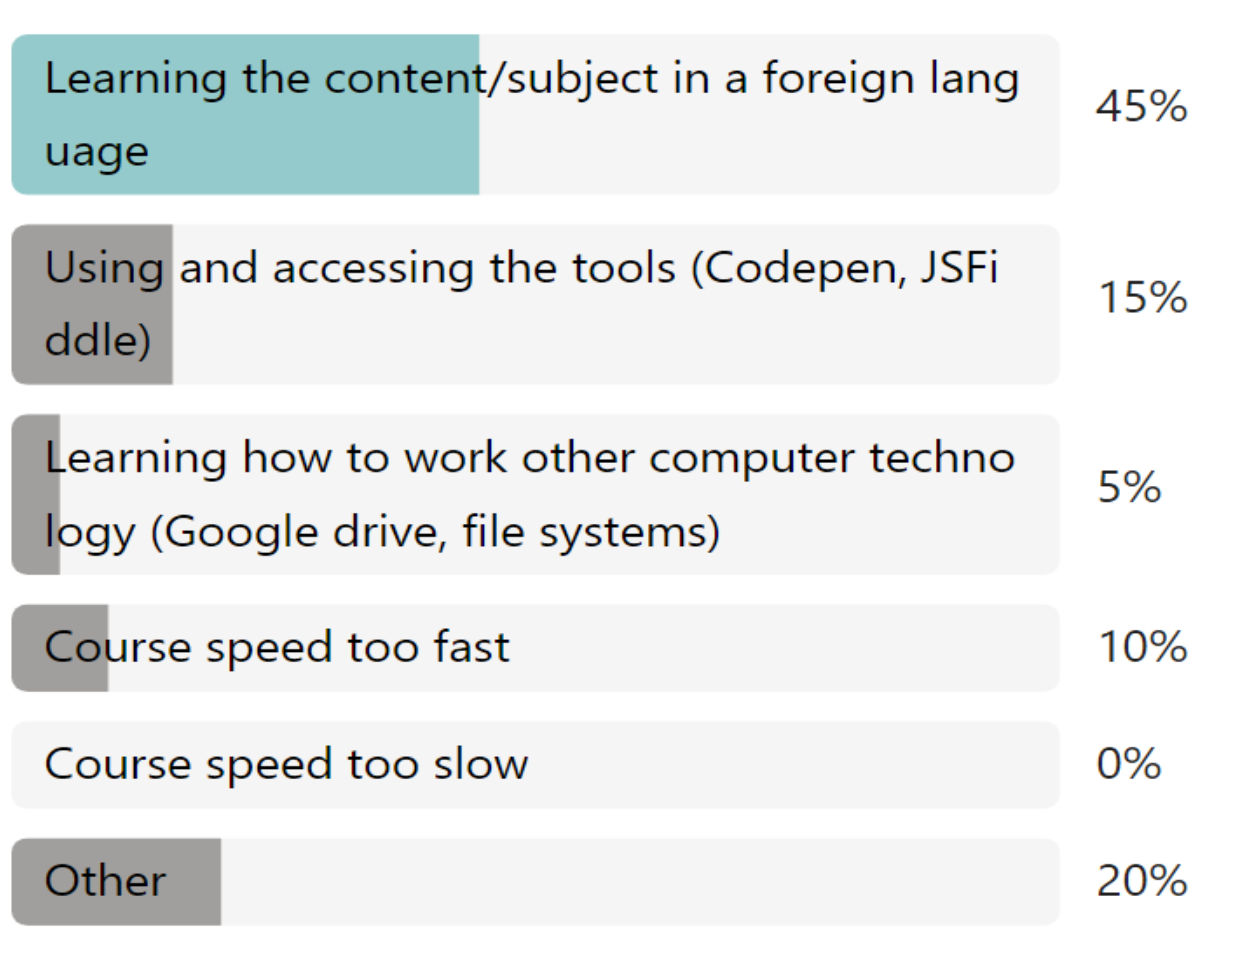 Learning the content/subject in a foreign lang
uage
45%
Using and accessing the tools (Codepen, JSFi
ddle)
15%
Learning how to work other computer techno
logy (Google drive, file systems)
5%
Course speed too fast
10%
Course speed too slow
0%
Other
20%